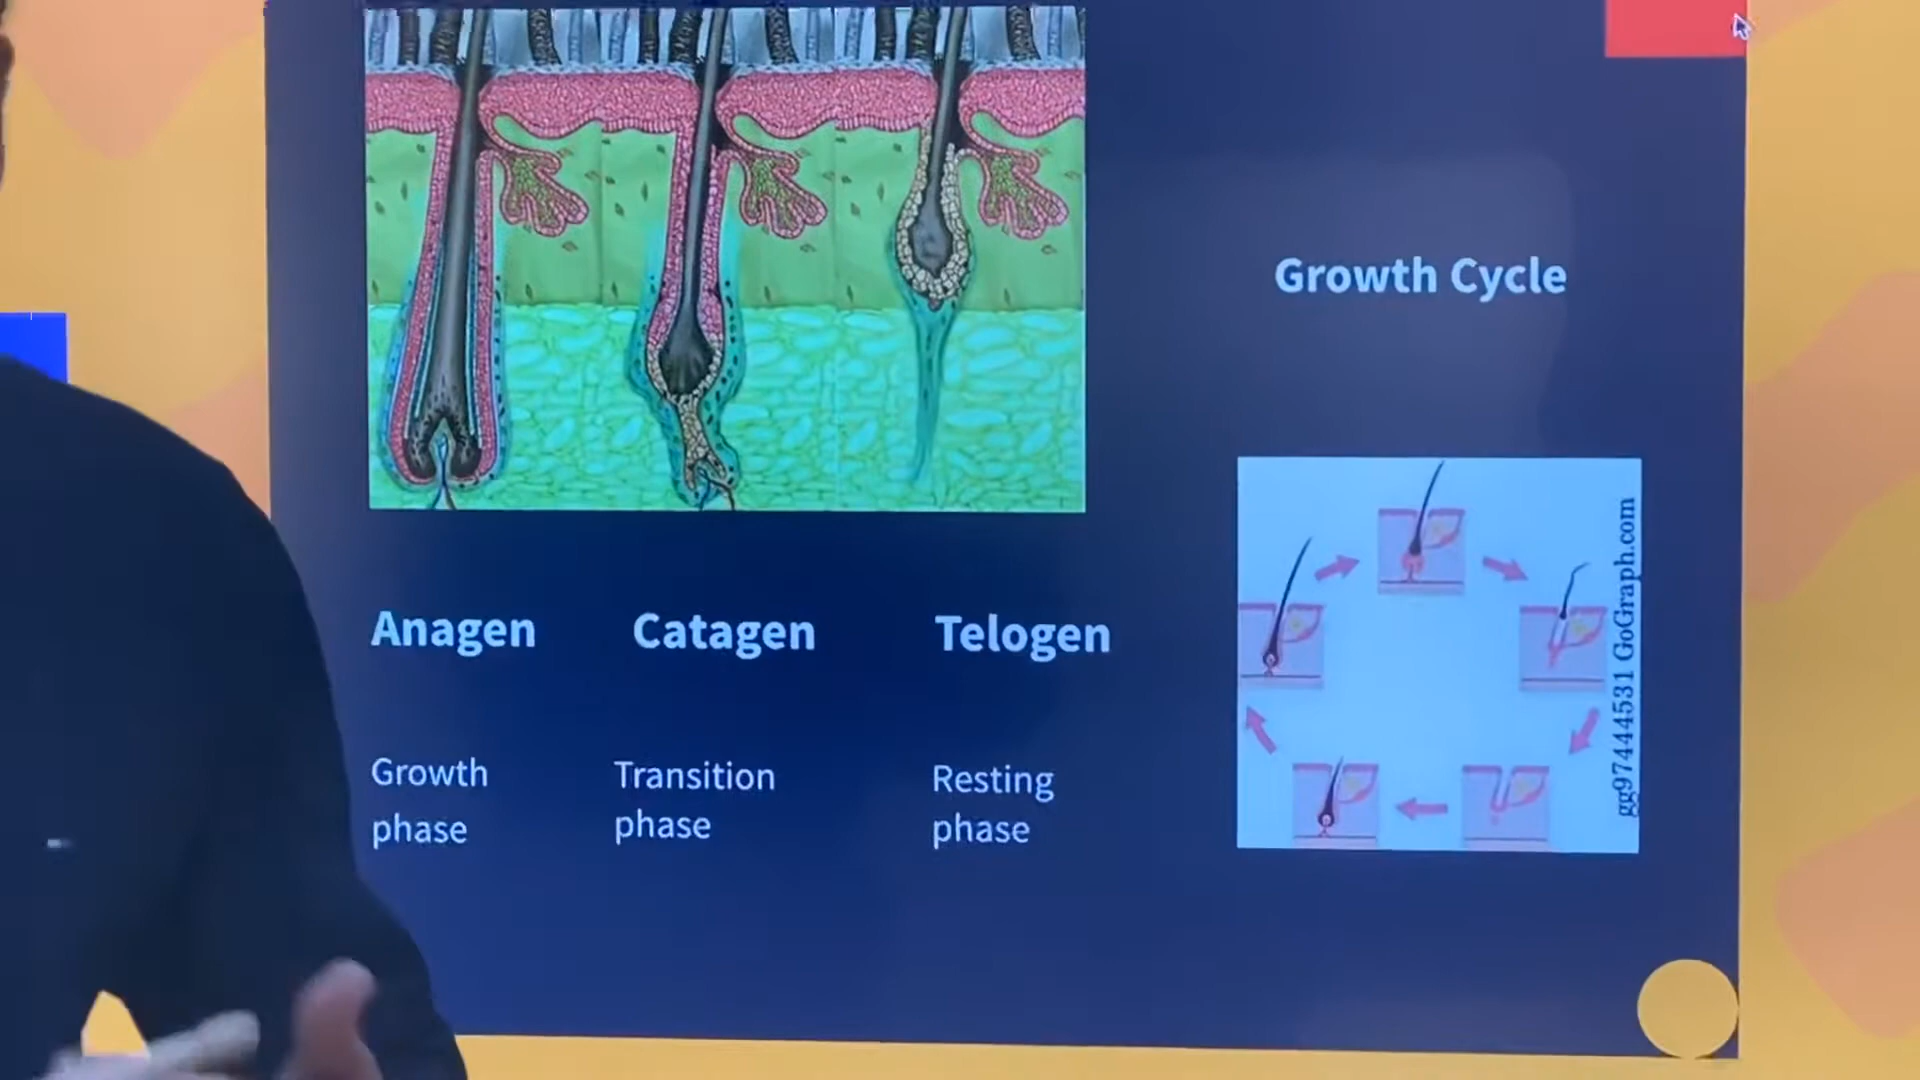 Growth Cycle
Anagen
Catagen
Telogen
Growth
phase
Transition
phase
Resting
phase
gg97444531 GoGraph.com